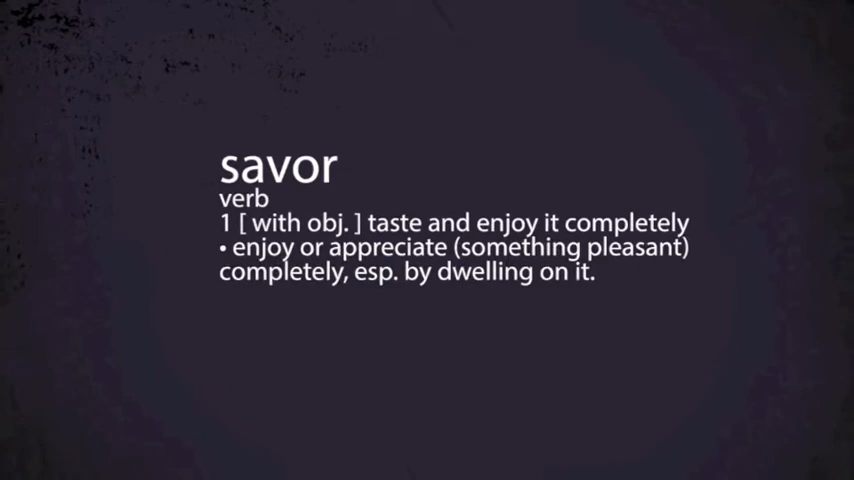 savor
verb
1 [ with obj. ] taste and enjoy it completely
• enjoy or appreciate (something pleasant)
completely, esp. by dwelling on it.